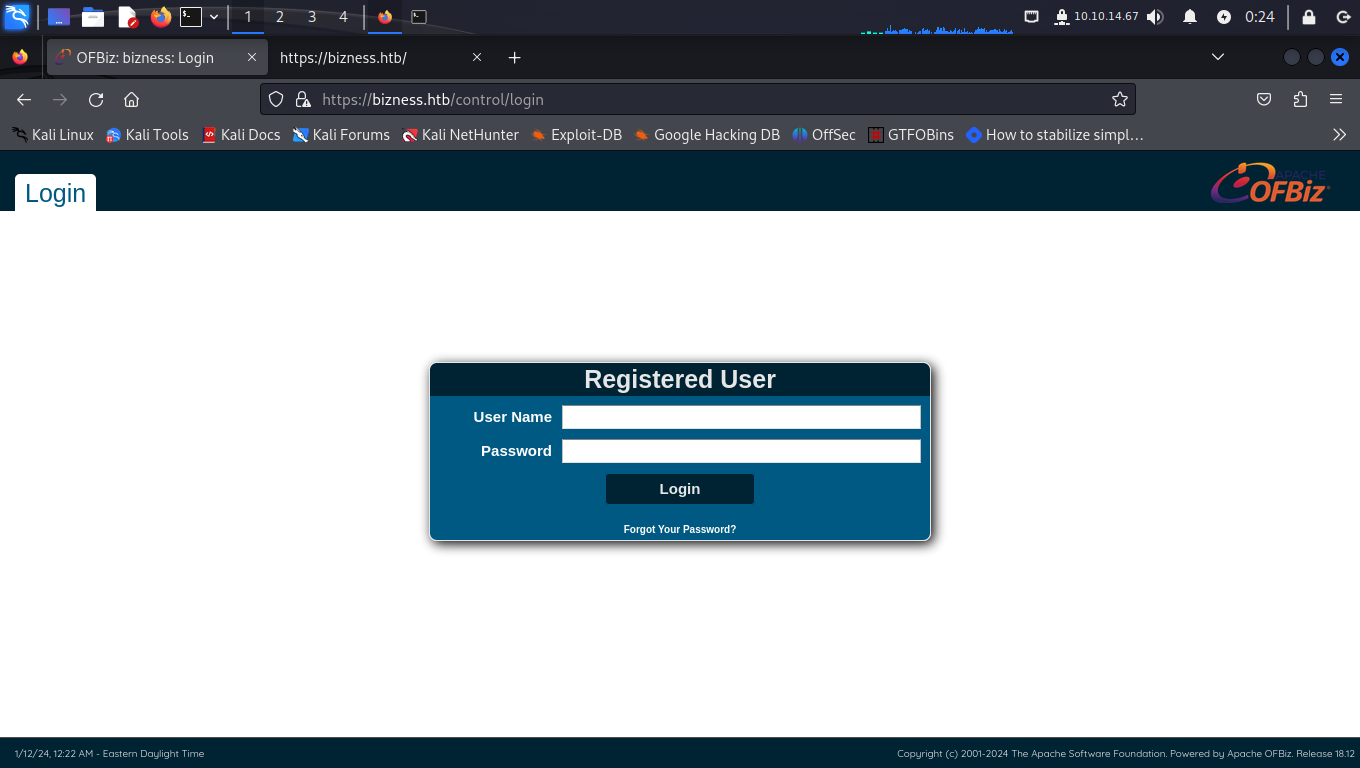 1 2 3 4 10.10.14.67 0:24
OFBiz: bizness: Login https://bizness.htb/
https://bizness.htb/control/login
Kali Linux Kali Tools Kali Docs Kali Forums Kali NetHunter Exploit-DB Google Hacking DB OffSec GTFOBins How to stabilize simpl…
Login APACHE
OFBiz
Registered User
User Name
Password
Login
Forgot Your Password?
1/12/24, 12:22 AM - Eastern Daylight Time Copyright (c) 2001-2024 The Apache Software Foundation. Powered by Apache OFBiz. Release 18.12